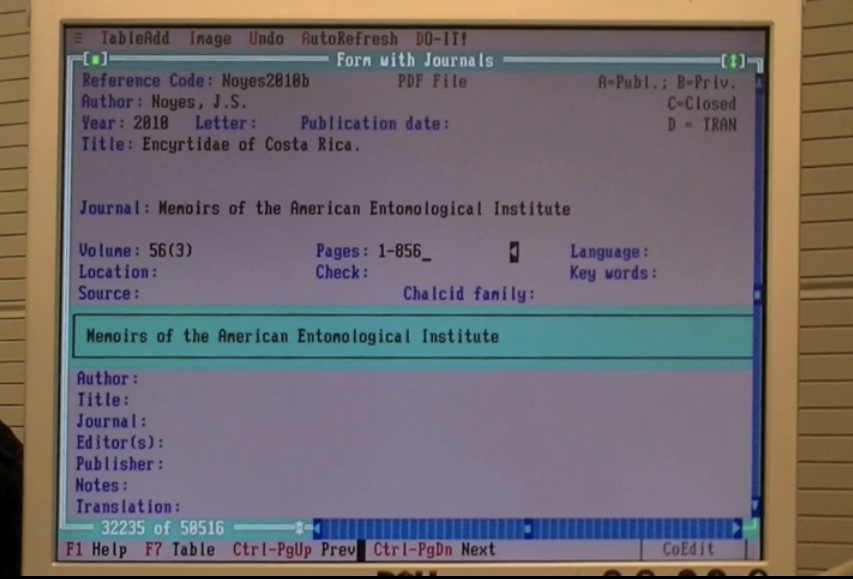 ≡ TableAdd Image Undo AutoRefresh DO-IT!
Form with Journals
Reference Code: Noyes2010b PDF File A=Publ.; B=Priv.
Author: Noyes, J.S. C=Closed
Year: 2010 Letter: Publication date: D = TRAN
Title: Encyrtidae of Costa Rica.
Journal: Memoirs of the American Entomological Institute
Volume: 56(3) Pages: 1-856_ Language:
Location: Check: Key words:
Source: Chalcid family:
Memoirs of the American Entomological Institute
Author:
Title:
Journal:
Editor(s):
Publisher:
Notes:
Translation:
32235 of 50516
F1 Help F7 Table Ctrl-PgUp Prev Ctrl-PgDn Next CoEdit